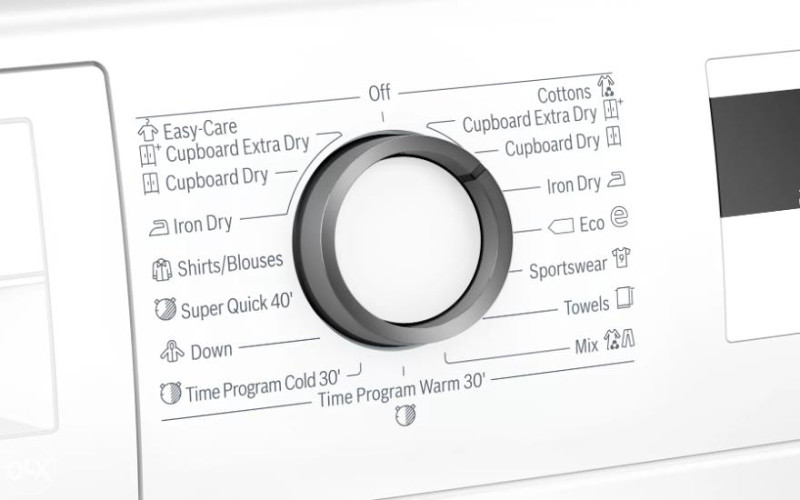 Off
Easy-Care
Cupboard Extra Dry
Cupboard Dry
Iron Dry
Shirts/Blouses
Super Quick 40'
Down
Time Program Cold 30'
Time Program Warm 30'
Cottons
Cupboard Extra Dry
Cupboard Dry
Iron Dry
Eco
Sportswear
Towels
Mix
OLX